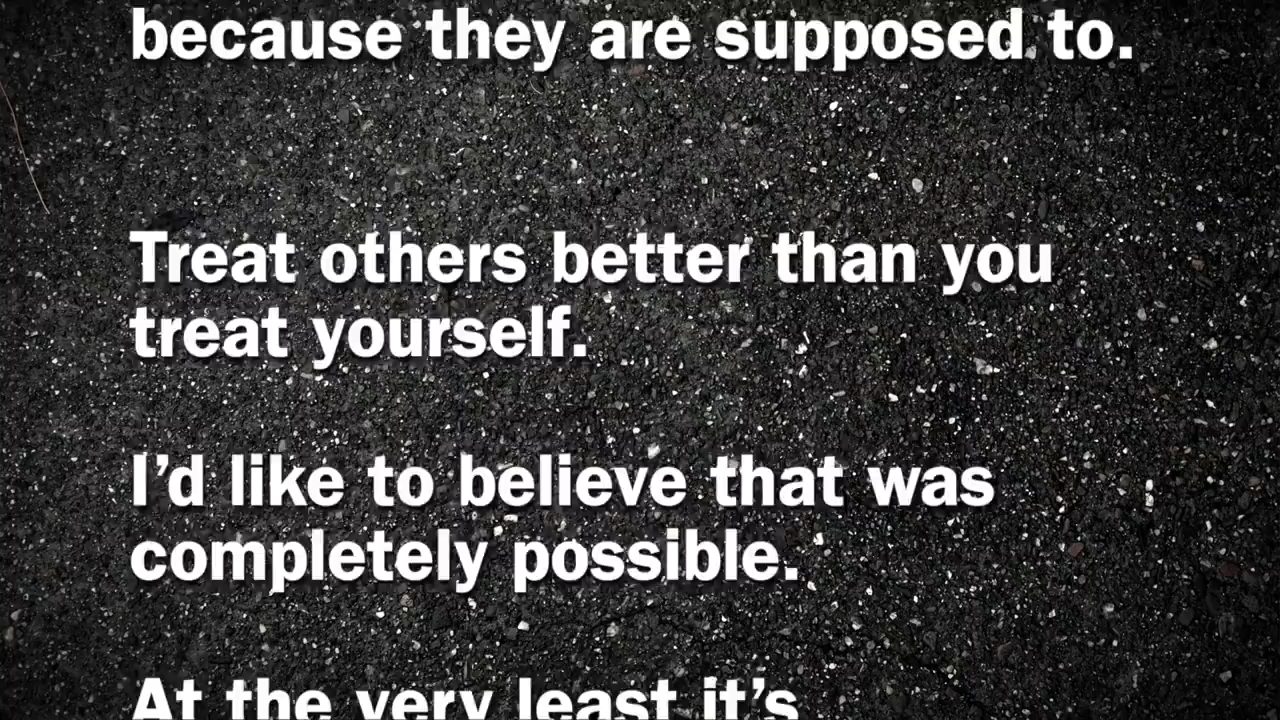 because they are supposed to.
Treat others better than you
treat yourself.
I’d like to believe that was
completely possible.
At the very least it’s